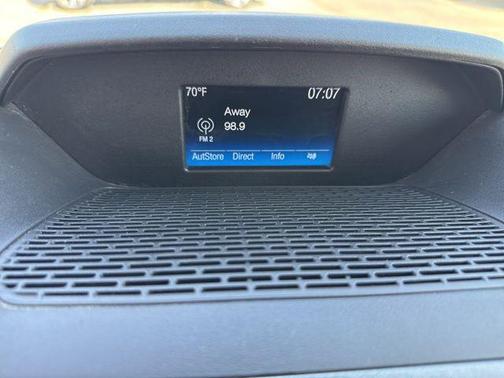 70°F 07:07
Away
98.9
FM 2
AutStore Direct Info